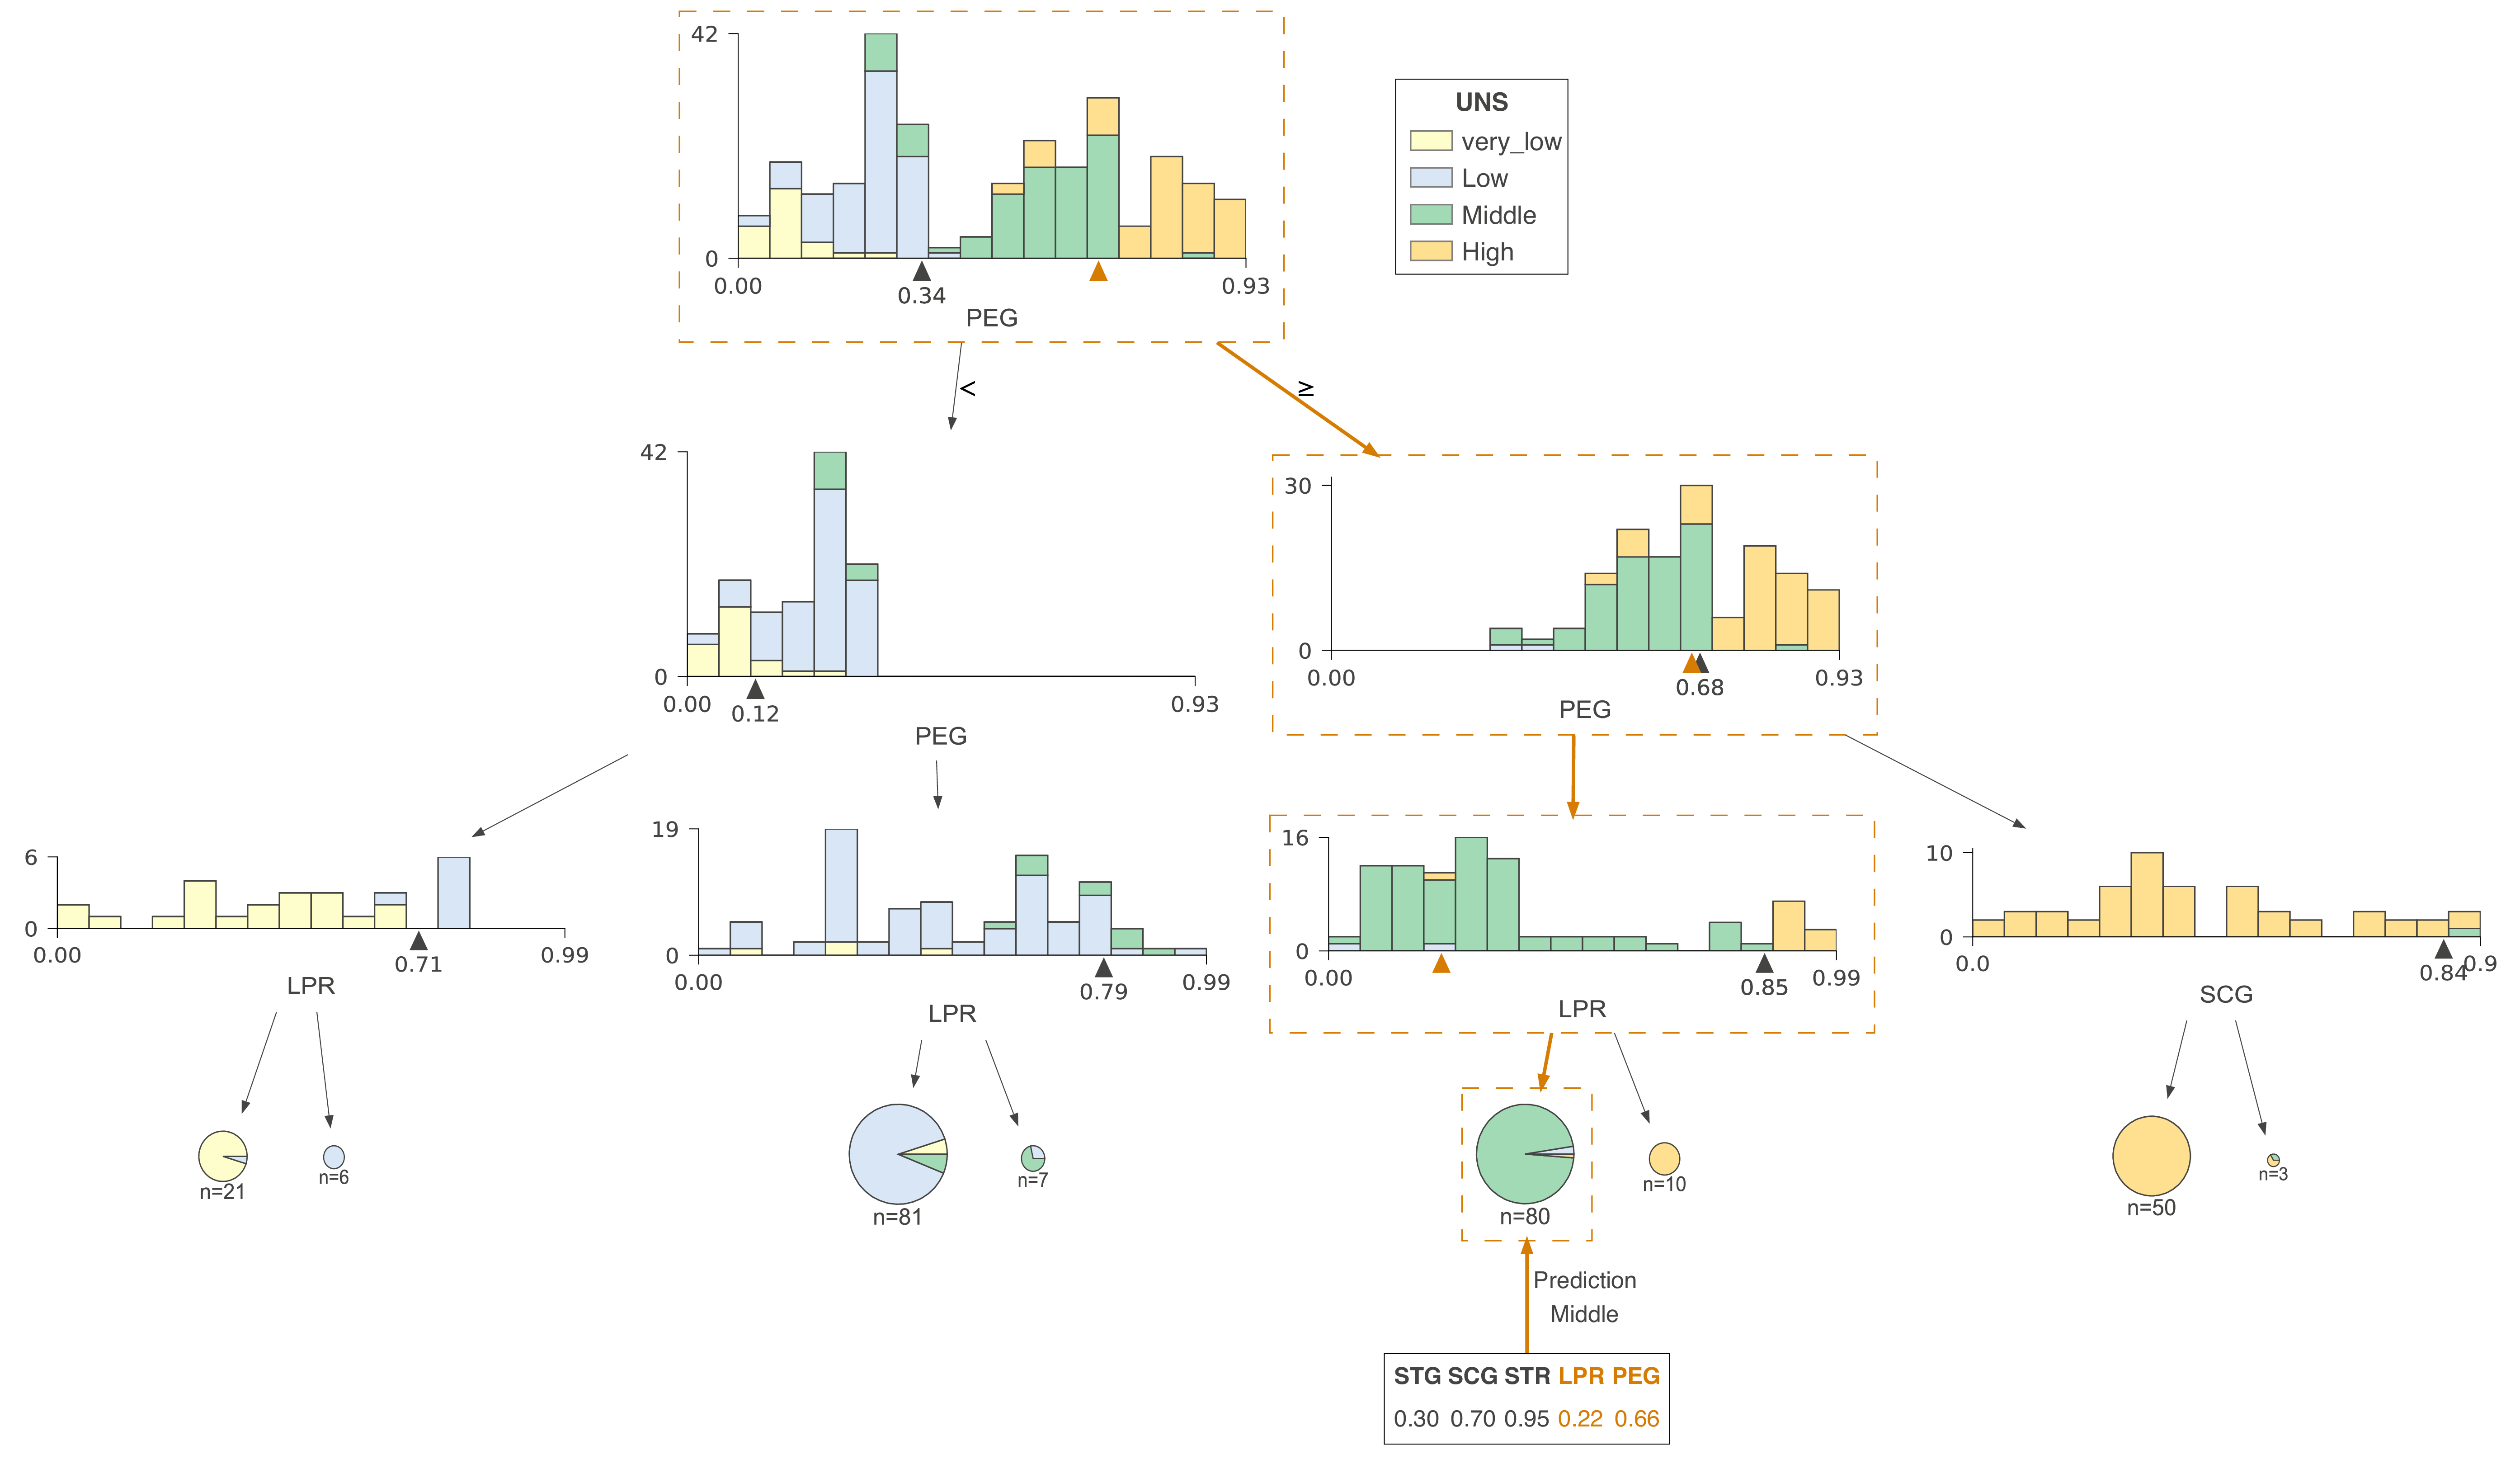 42
0
0.00
0.34
0.93
PEG
UNS
very_low
Low
Middle
High
<
≥
42
0
0.00
0.12
0.93
PEG
30
0
0.00
0.68
0.93
PEG
6
0
0.00
0.71
0.99
LPR
19
0
0.00
0.79
0.99
LPR
16
0
0.00
0.85
0.99
LPR
10
0
0.0
0.84
0.9
SCG
n=21
n=6
n=81
n=7
n=80
n=10
n=50
n=3
Prediction
Middle
STG SCG STR LPR PEG
0.30 0.70 0.95 0.22 0.66